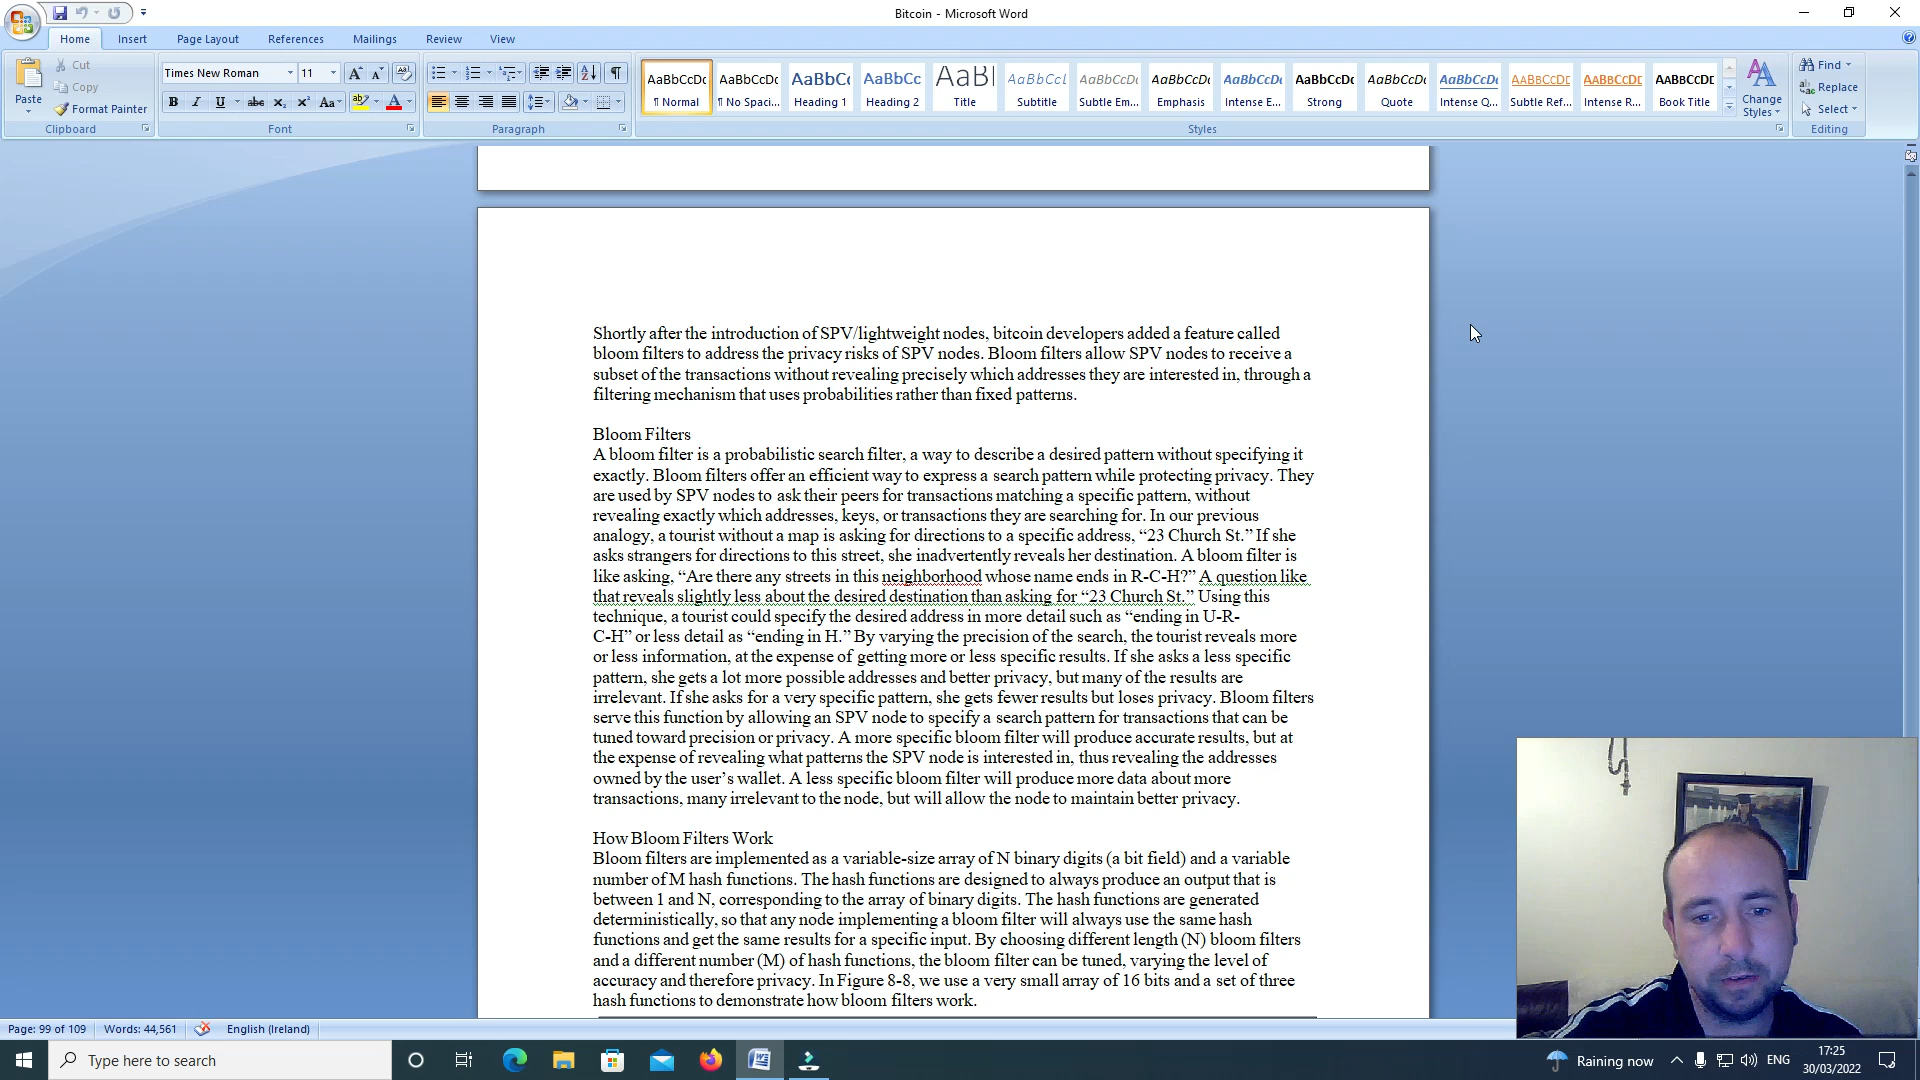 Bitcoin - Microsoft Word
Home Insert Page Layout References Mailings Review View
Paste
Cut
Copy
Format Painter
Clipboard
Times New Roman 11
Font
Paragraph
AaBbCcDc AaBbCcDc AaBbC AaBbCc AaB AaBbCcL AaBbCcDc AaBbCcDc AaBbCcDc AaBbCcDc AaBbCcDc AaBbCcDc AABBCCDE AABBCCDE AABBCCDE
¶ Normal ¶ No Spaci... Heading 1 Heading 2 Title Subtitle Subtle Em... Emphasis Intense E... Strong Quote Intense Q... Subtle Ref... Intense R... Book Title
Change
Styles
Styles
Find
Replace
Select
Editing
Shortly after the introduction of SPV/lightweight nodes, bitcoin developers added a feature called
bloom filters to address the privacy risks of SPV nodes. Bloom filters allow SPV nodes to receive a
subset of the transactions without revealing precisely which addresses they are interested in, through a
filtering mechanism that uses probabilities rather than fixed patterns.
Bloom Filters
A bloom filter is a probabilistic search filter, a way to describe a desired pattern without specifying it
exactly. Bloom filters offer an efficient way to express a search pattern while protecting privacy. They
are used by SPV nodes to ask their peers for transactions matching a specific pattern, without
revealing exactly which addresses, keys, or transactions they are searching for. In our previous
analogy, a tourist without a map is asking for directions to a specific address, “23 Church St.” If she
asks strangers for directions to this street, she inadvertently reveals her destination. A bloom filter is
like asking, “Are there any streets in this neighborhood whose name ends in R-C-H?” A question like
that reveals slightly less about the desired destination than asking for “23 Church St.” Using this
technique, a tourist could specify the desired address in more detail such as “ending in U-R-
C-H” or less detail as “ending in H.” By varying the precision of the search, the tourist reveals more
or less information, at the expense of getting more or less specific results. If she asks a less specific
pattern, she gets a lot more possible addresses and better privacy, but many of the results are
irrelevant. If she asks for a very specific pattern, she gets fewer results but loses privacy. Bloom filters
serve this function by allowing an SPV node to specify a search pattern for transactions that can be
tuned toward precision or privacy. A more specific bloom filter will produce accurate results, but at
the expense of revealing what patterns the SPV node is interested in, thus revealing the addresses
owned by the user’s wallet. A less specific bloom filter will produce more data about more
transactions, many irrelevant to the node, but will allow the node to maintain better privacy.
How Bloom Filters Work
Bloom filters are implemented as a variable-size array of N binary digits (a bit field) and a variable
number of M hash functions. The hash functions are designed to always produce an output that is
between 1 and N, corresponding to the array of binary digits. The hash functions are generated
deterministically, so that any node implementing a bloom filter will always use the same hash
functions and get the same results for a specific input. By choosing different length (N) bloom filters
and a different number (M) of hash functions, the bloom filter can be tuned, varying the level of
accuracy and therefore privacy. In Figure 8-8, we use a very small array of 16 bits and a set of three
hash functions to demonstrate how bloom filters work.
Page: 99 of 109 Words: 44,561 English (Ireland)
Type here to search
Raining now
ENG
17:25
30/03/2022